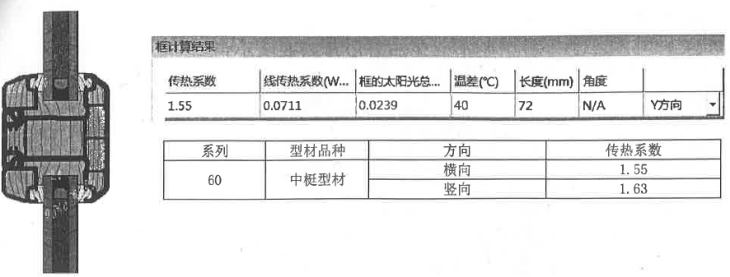 框计算结果
传热系数 线传热系数(W... 框的太阳光总... 温差(℃) 长度(mm) 角度
1.55 0.0711 0.0239 40 72 N/A Y方向
系列 型材品种 方向 传热系数
60 中梃型材 横向 1.55
竖向 1.63